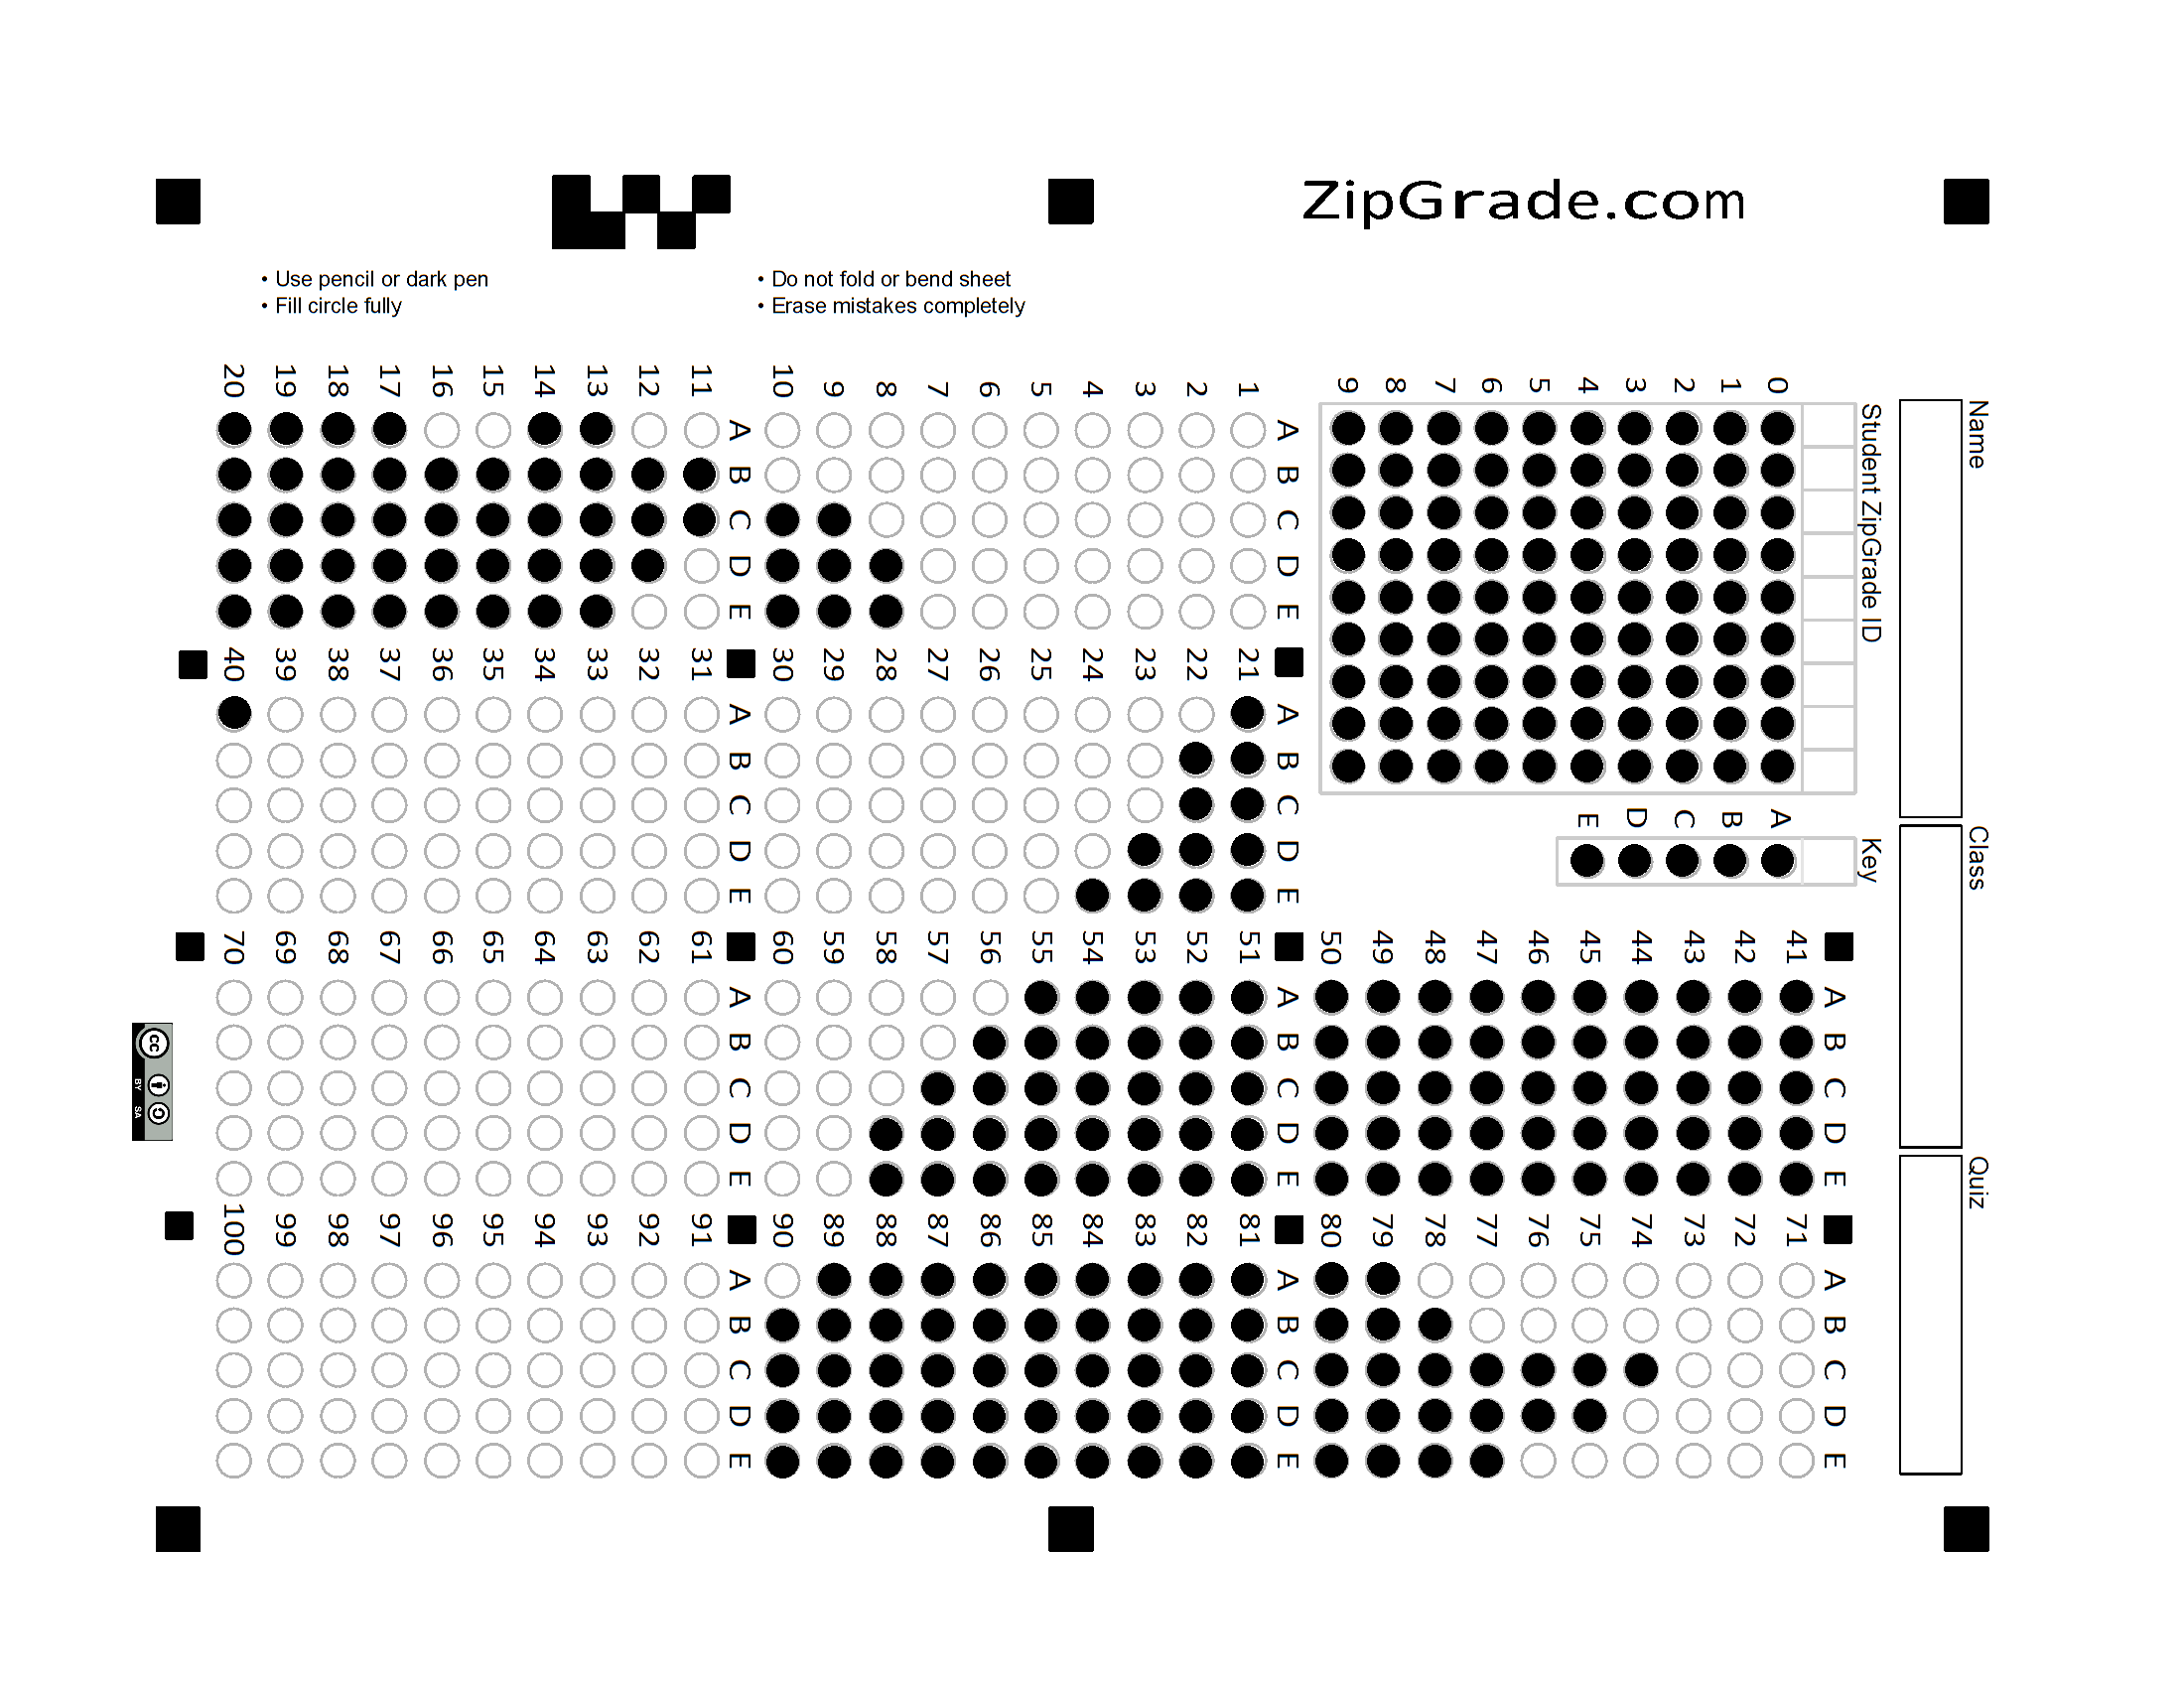 ZipGrade.com
• Use pencil or dark pen
• Fill circle fully
• Do not fold or bend sheet
• Erase mistakes completely
Name
Class
Quiz
Student ZipGrade ID
0 1 2 3 4 5 6 7 8 9
Key
A B C D E
1 2 3 4 5 6 7 8 9 10
A B C D E
11 12 13 14 15 16 17 18 19 20
A B C D E
21 22 23 24 25 26 27 28 29 30
A B C D E
31 32 33 34 35 36 37 38 39 40
A B C D E
41 42 43 44 45 46 47 48 49 50
A B C D E
51 52 53 54 55 56 57 58 59 60
A B C D E
61 62 63 64 65 66 67 68 69 70
A B C D E
71 72 73 74 75 76 77 78 79 80
A B C D E
81 82 83 84 85 86 87 88 89 90
A B C D E
91 92 93 94 95 96 97 98 99 100
A B C D E
cc
BY SA